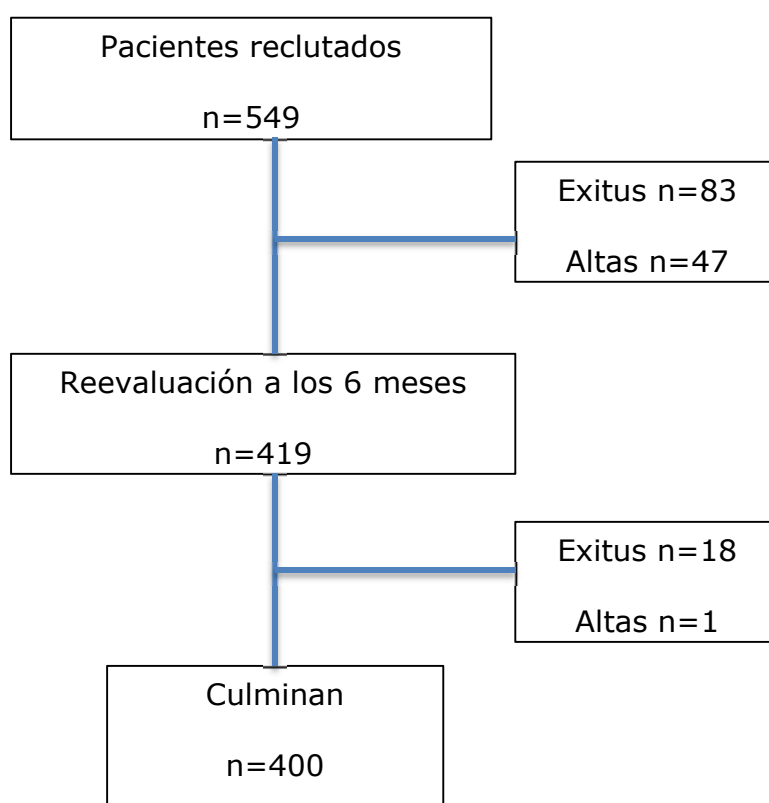 Pacientes reclutados
n=549
Exitus n=83
Altas n=47
Reevaluación a los 6 meses
n=419
Exitus n=18
Altas n=1
Culminan
n=400